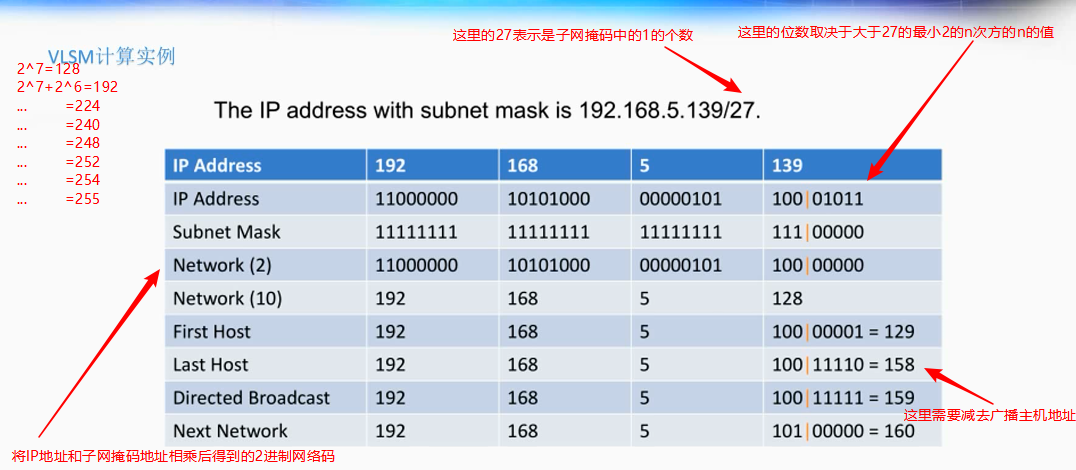 这里的27表示是子网掩码中的1的个数
这里的位数取决于大于27的最小2的n次方的n的值
VLSM计算实例
2^7=128
2^7+2^6=192
... =224
... =240
... =248
... =252
... =254
... =255
The IP address with subnet mask is 192.168.5.139/27.
IP Address 192 168 5 139
IP Address 11000000 10101000 00000101 100|01011
Subnet Mask 11111111 11111111 11111111 111|00000
Network (2) 11000000 10101000 00000101 100|00000
Network (10) 192 168 5 128
First Host 192 168 5 100|00001 = 129
Last Host 192 168 5 100|11110 = 158
Directed Broadcast 192 168 5 100|11111 = 159
Next Network 192 168 5 101|00000 = 160
这里需要减去广播主机地址
将IP地址和子网掩码地址相乘后得到的2进制网络码